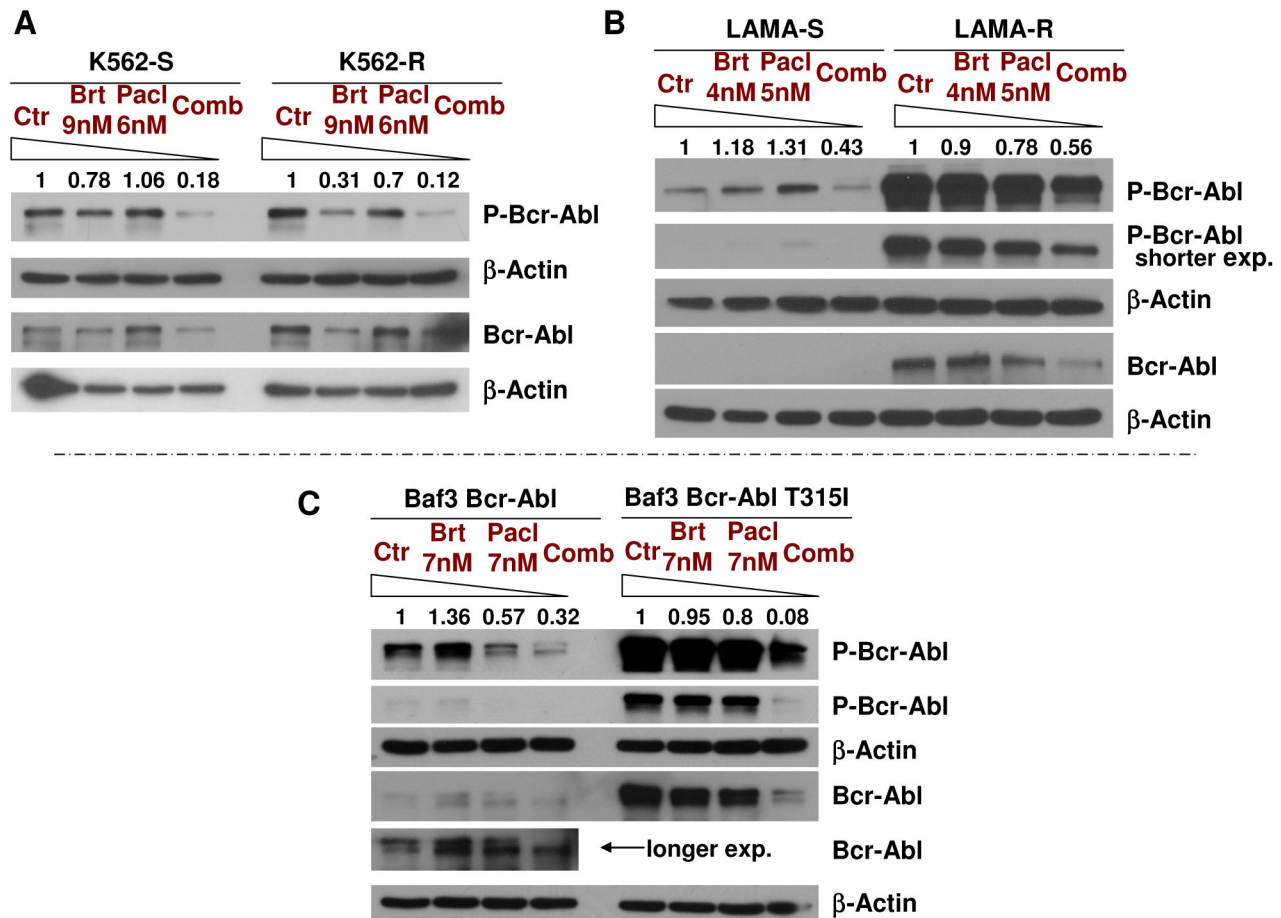 A
K562-S K562-R
Ctr Brt 9nM Pacl 6nM Comb Ctr Brt 9nM Pacl 6nM Comb
1 0.78 1.06 0.18 1 0.31 0.7 0.12
P-Bcr-Abl
β-Actin
Bcr-Abl
β-Actin
B
LAMA-S LAMA-R
Ctr Brt 4nM Pacl 5nM Comb Ctr Brt 4nM Pacl 5nM Comb
1 1.18 1.31 0.43 1 0.9 0.78 0.56
P-Bcr-Abl
P-Bcr-Abl
shorter exp.
β-Actin
Bcr-Abl
β-Actin
C
Baf3 Bcr-Abl Baf3 Bcr-Abl T315I
Ctr Brt 7nM Pacl 7nM Comb Ctr Brt 7nM Pacl 7nM Comb
1 1.36 0.57 0.32 1 0.95 0.8 0.08
P-Bcr-Abl
P-Bcr-Abl
β-Actin
Bcr-Abl
longer exp. Bcr-Abl
β-Actin